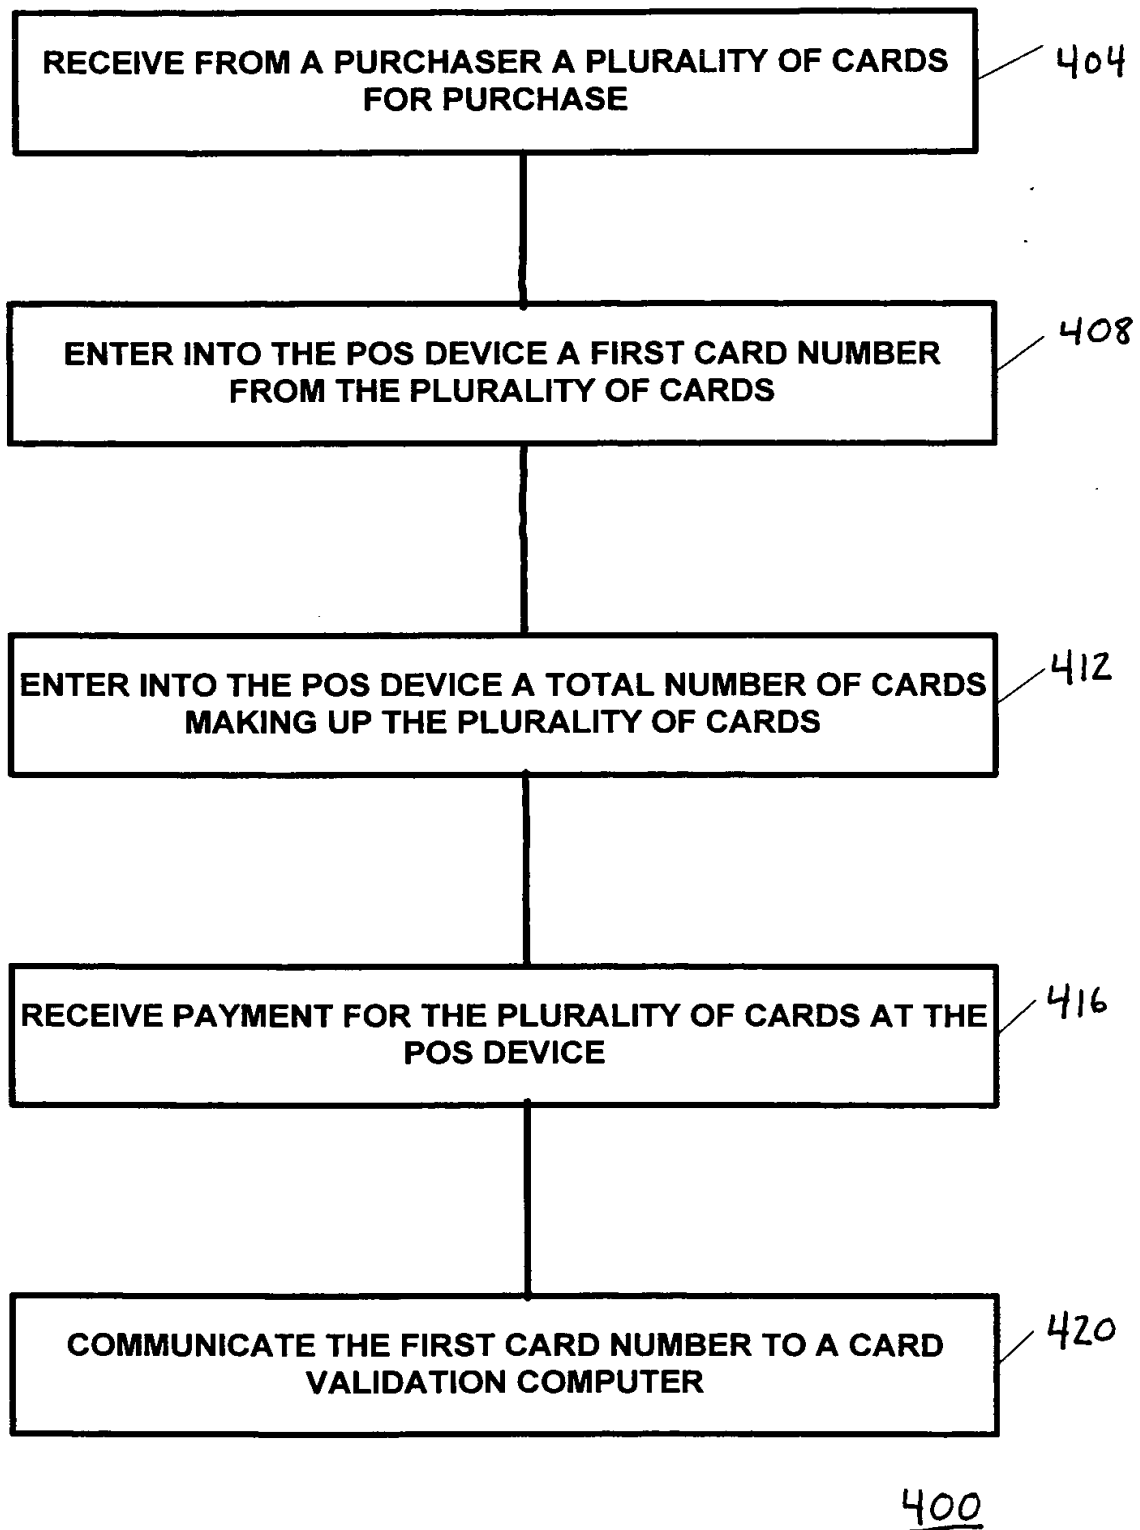 RECEIVE FROM A PURCHASER A PLURALITY OF CARDS
FOR PURCHASE
404
ENTER INTO THE POS DEVICE A FIRST CARD NUMBER
FROM THE PLURALITY OF CARDS
408
ENTER INTO THE POS DEVICE A TOTAL NUMBER OF CARDS
MAKING UP THE PLURALITY OF CARDS
412
RECEIVE PAYMENT FOR THE PLURALITY OF CARDS AT THE
POS DEVICE
416
COMMUNICATE THE FIRST CARD NUMBER TO A CARD
VALIDATION COMPUTER
420
400